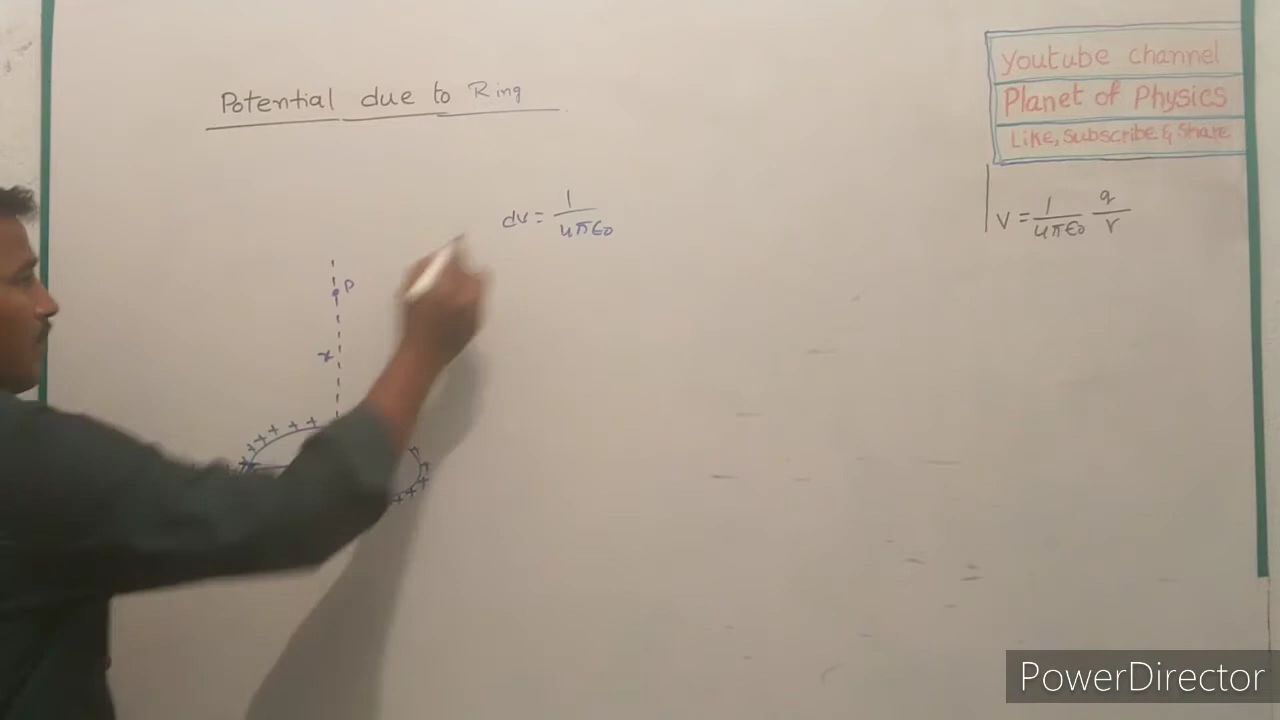 Potential due to Ring
Youtube channel
Planet of Physics
Like, Subscribe & Share
dv = 1/4πϵ0
V = 1/4πϵ0 q/r
P
x
+ + + + +
+ + + +
PowerDirector